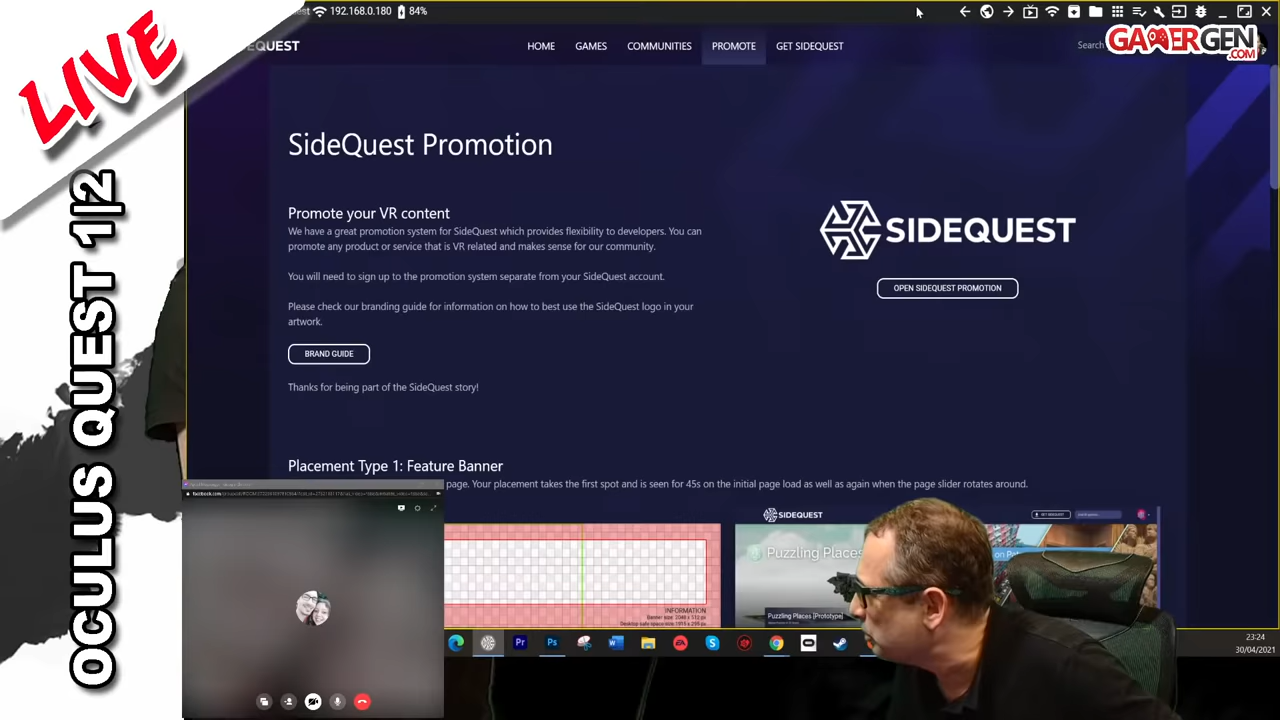 LIVE
OCULUS QUEST 1|2
192.168.0.180 84%
GAMERGEN
.COM
HOME GAMES COMMUNITIES PROMOTE GET SIDEQUEST
Search
SideQuest Promotion
Promote your VR content
We have a great promotion system for SideQuest which provides flexibility to developers. You can
promote any product or service that is VR related and makes sense for our community.
You will need to sign up to the promotion system separate from your SideQuest account.
Please check our branding guide for information on how to best use the SideQuest logo in your
artwork.
BRAND GUIDE
Thanks for being part of the SideQuest story!
SIDEQUEST
OPEN SIDEQUEST PROMOTION
Placement Type 1: Feature Banner
page. Your placement takes the first spot and is seen for 45s on the initial page load as well as again when the page slider rotates around.
INFORMATION
SIDEQUEST
GET SIDEQUEST
Puzzling Places
Puzzling Places [Prototype]
Pr
Ps
EA
23:24
30/04/2021